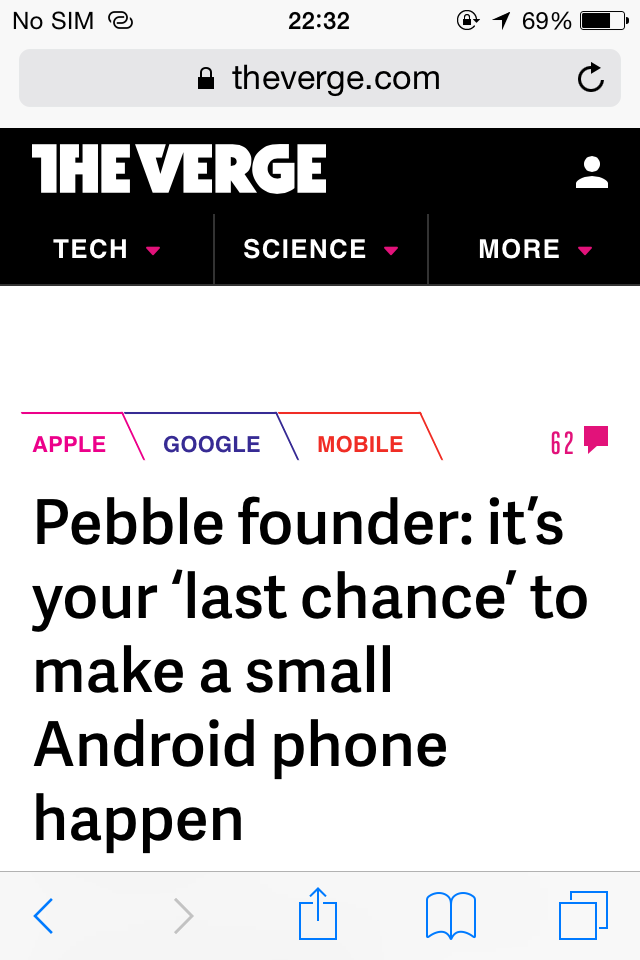 No SIM 22:32 69%
theverge.com
THE VERGE
TECH SCIENCE MORE
APPLE GOOGLE MOBILE 62
Pebble founder: it’s
your ‘last chance’ to
make a small
Android phone
happen